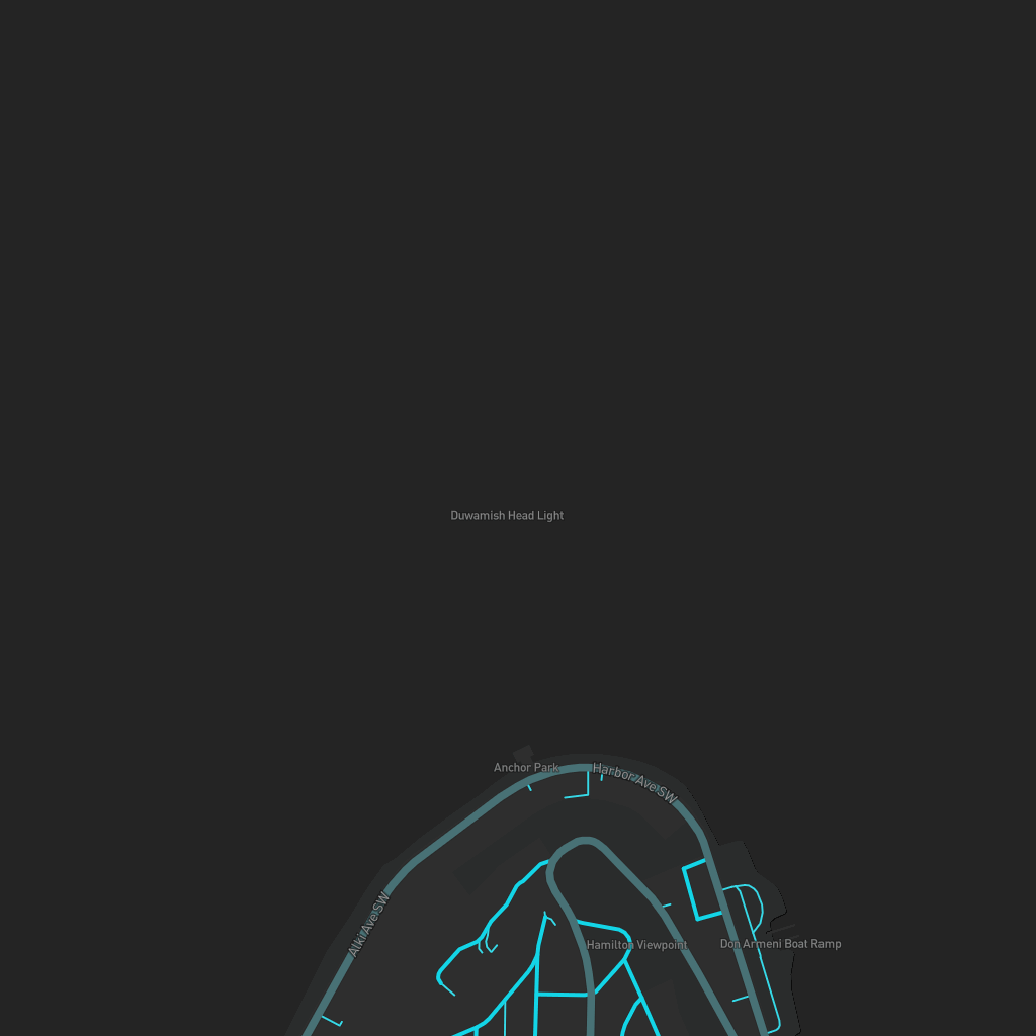 Duwamish Head Light
Anchor Park
Harbor Ave SW
Alki Ave SW
Hamilton Viewpoint
Don Armeni Boat Ramp